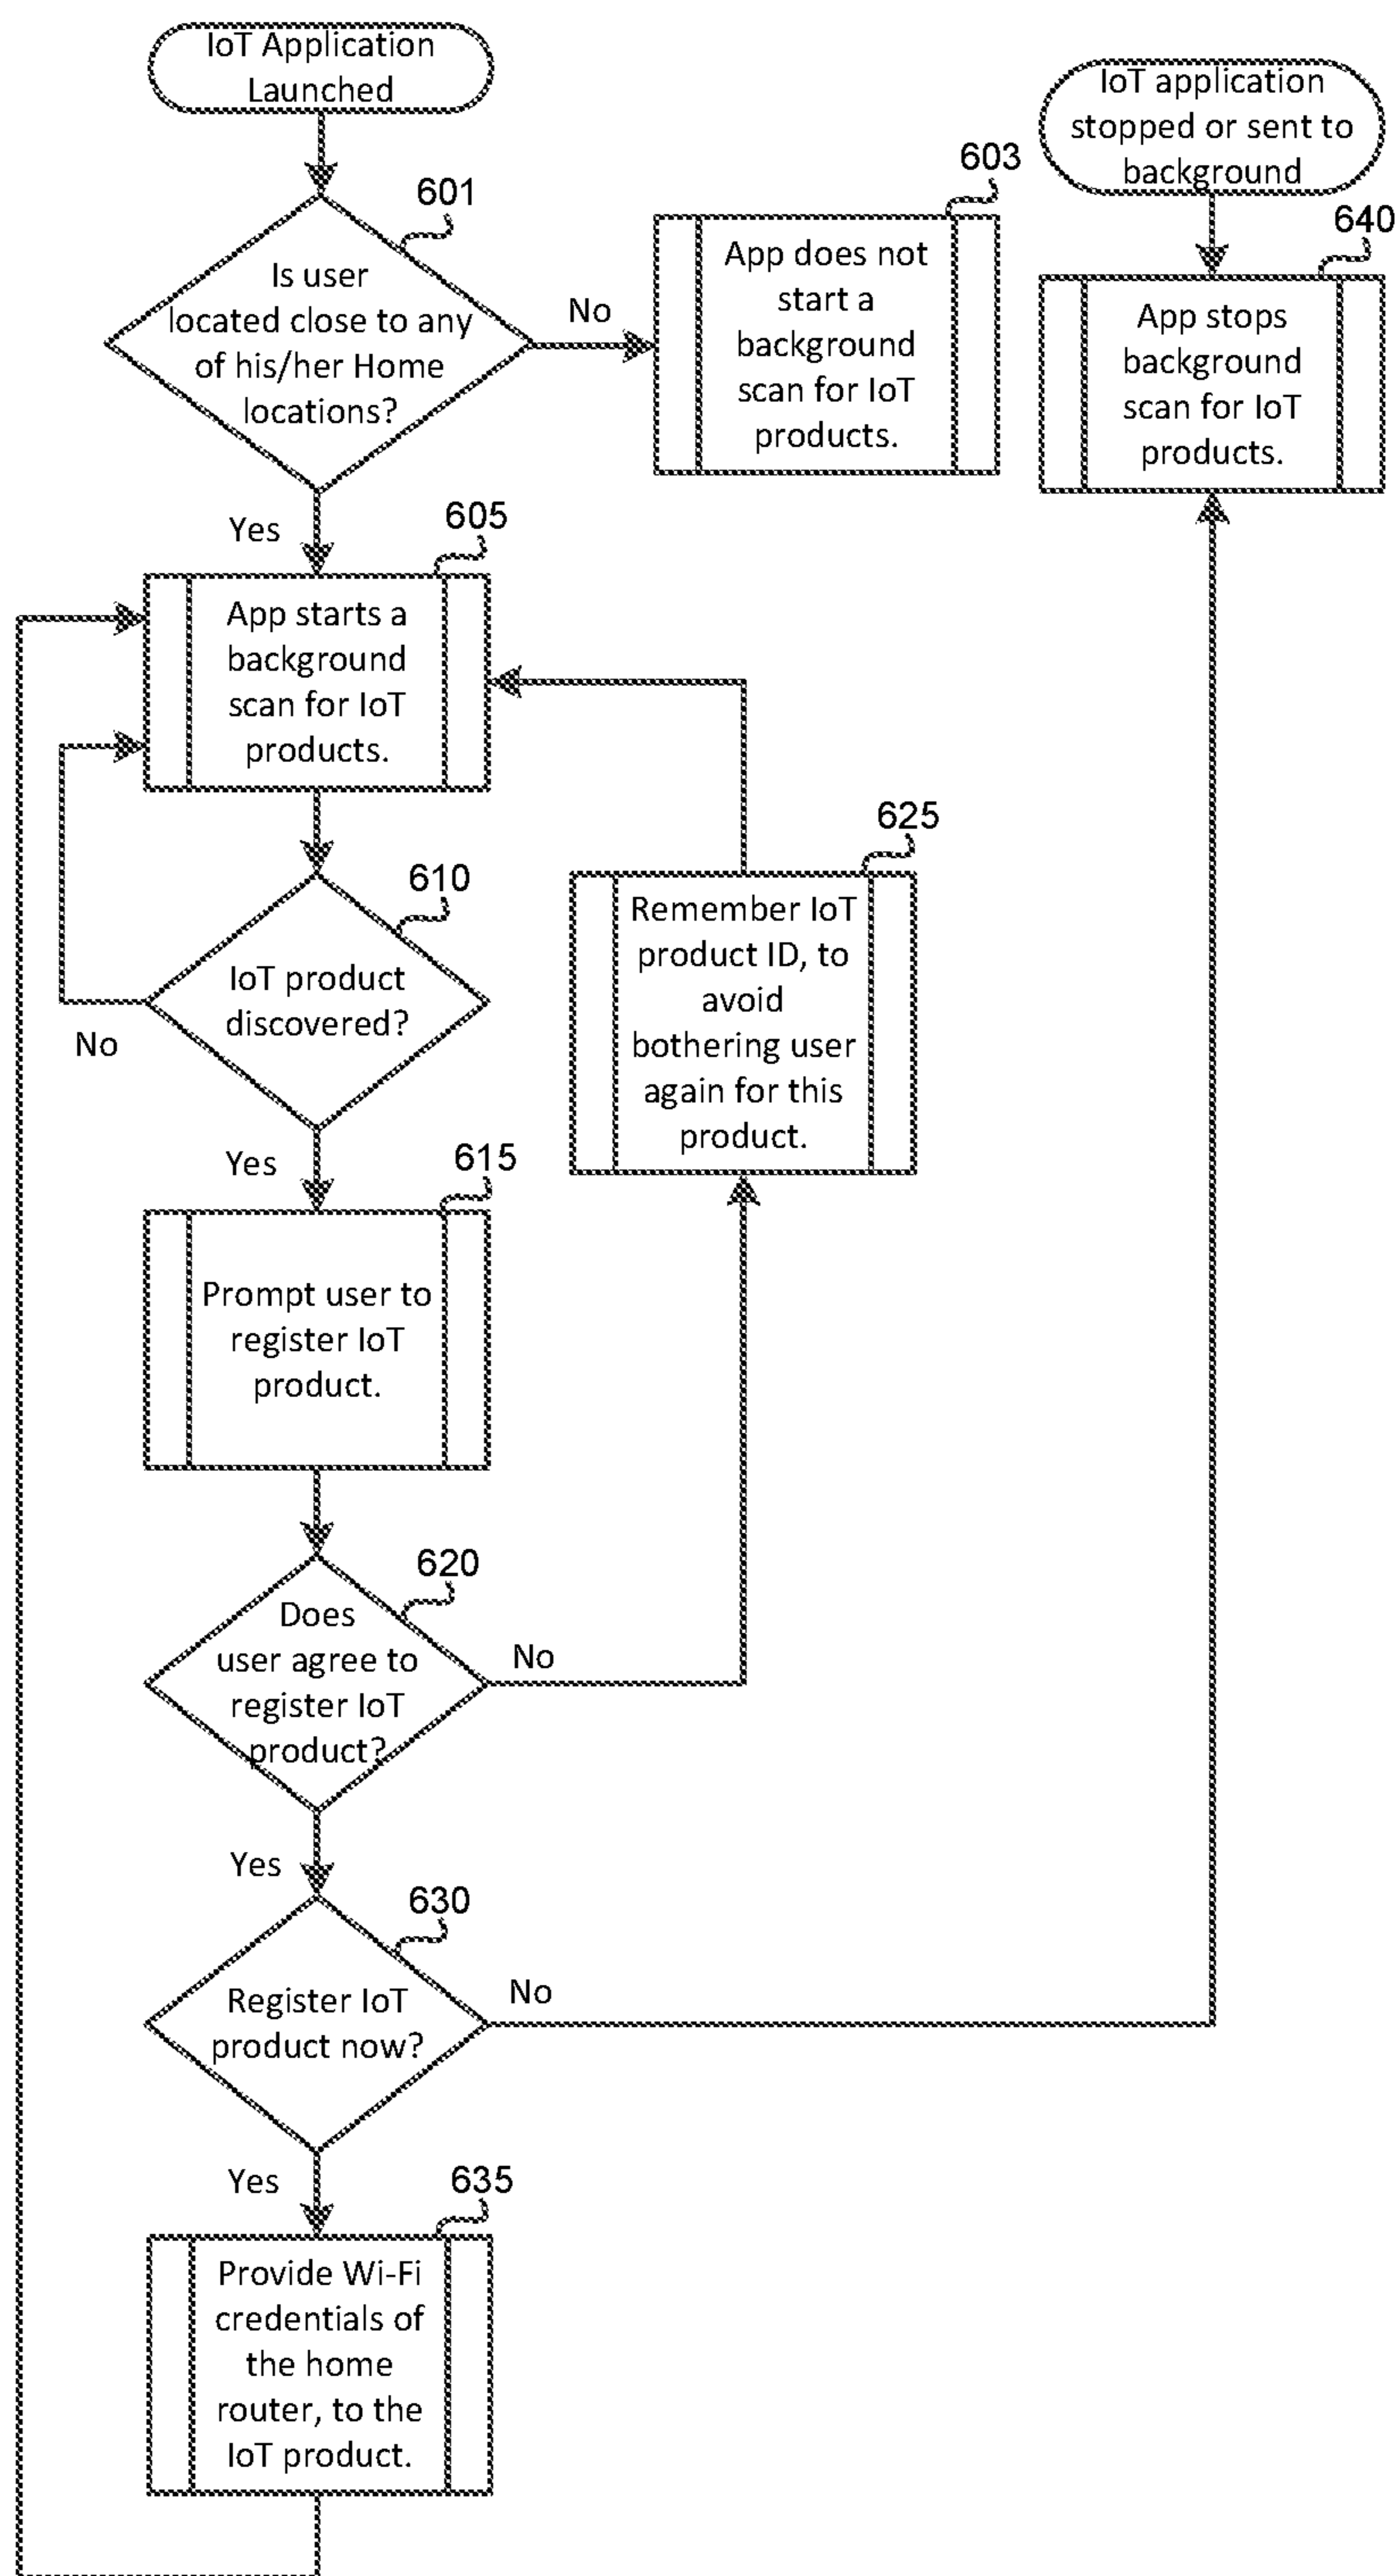 IoT Application
Launched
601
Is user
located close to any
of his/her Home
locations?
No
603
App does not
start a
background
scan for IoT
products.
IoT application
stopped or sent to
background
640
App stops
background
scan for IoT
products.
Yes
605
App starts a
background
scan for IoT
products.
610
IoT product
discovered?
No
625
Remember IoT
product ID, to
avoid
bothering user
again for this
product.
Yes
615
Prompt user to
register IoT
product.
620
Does
user agree to
register IoT
product?
No
Yes
630
Register IoT
product now?
No
Yes
635
Provide Wi-Fi
credentials of
the home
router, to the
IoT product.